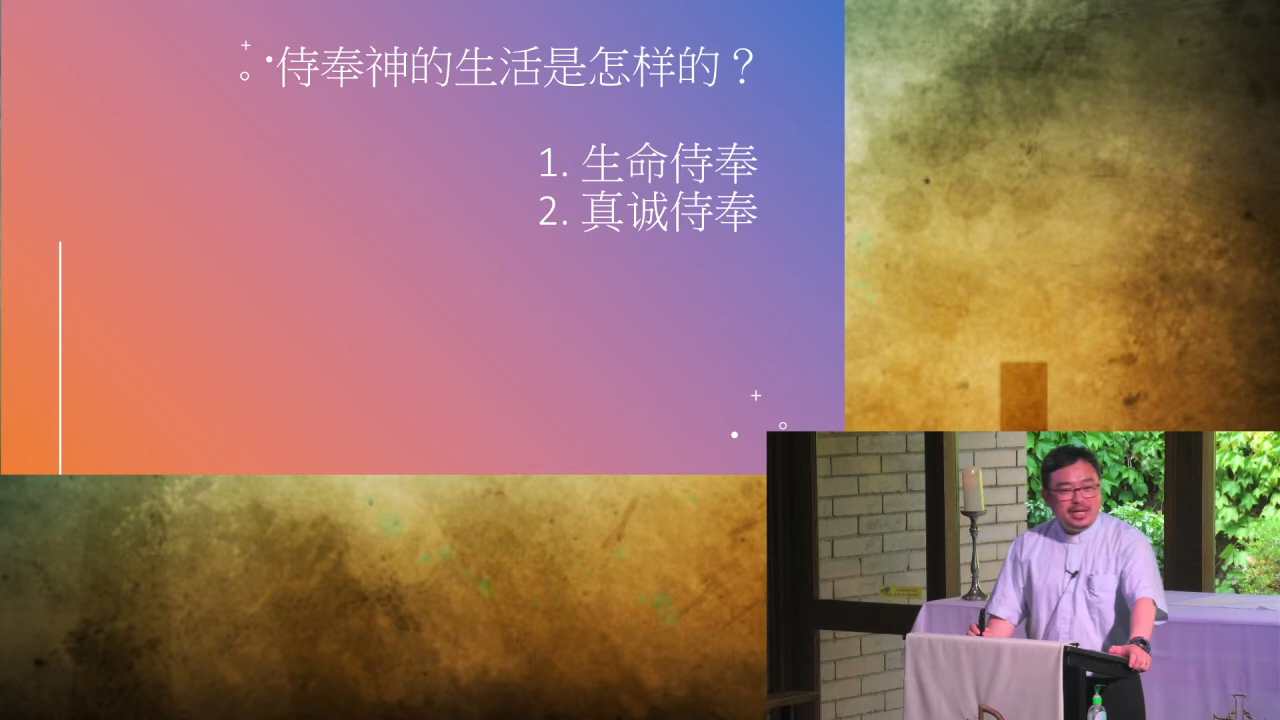 侍奉神的生活是怎样的？
1. 生命侍奉
2. 真诚侍奉